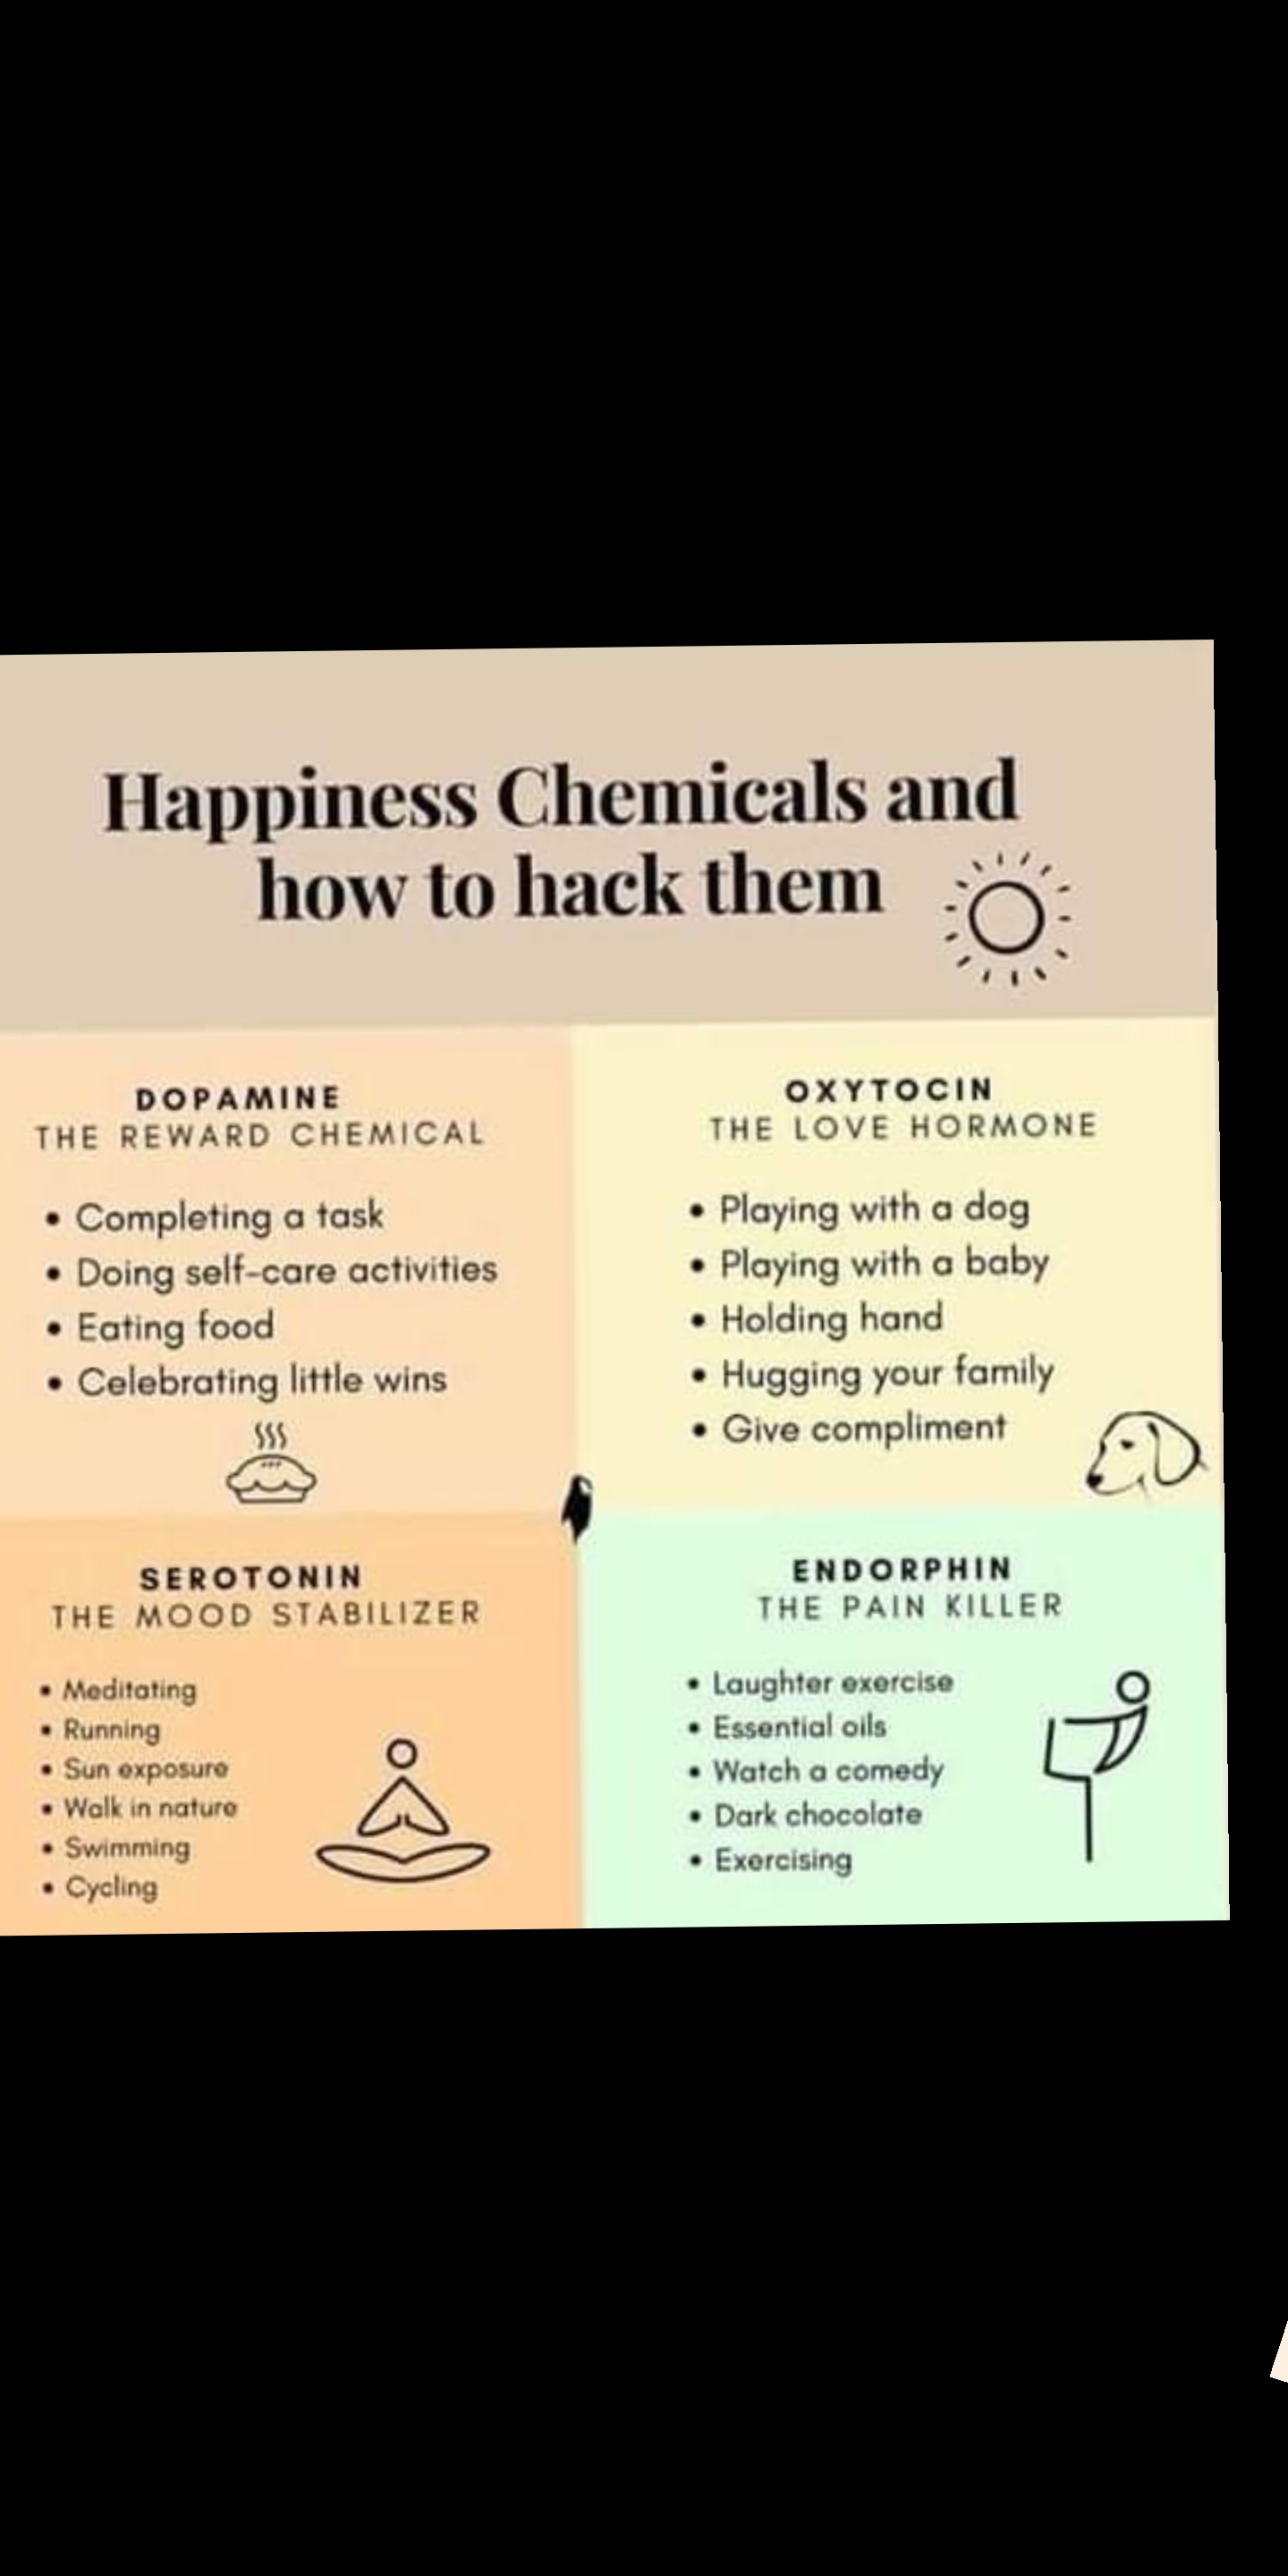 Happiness Chemicals and
how to hack them
DOPAMINE
THE REWARD CHEMICAL
• Completing a task
• Doing self-care activities
• Eating food
• Celebrating little wins
OXYTOCIN
THE LOVE HORMONE
• Playing with a dog
• Playing with a baby
• Holding hand
• Hugging your family
• Give compliment
SEROTONIN
THE MOOD STABILIZER
• Meditating
• Running
• Sun exposure
• Walk in nature
• Swimming
• Cycling
ENDORPHIN
THE PAIN KILLER
• Laughter exercise
• Essential oils
• Watch a comedy
• Dark chocolate
• Exercising